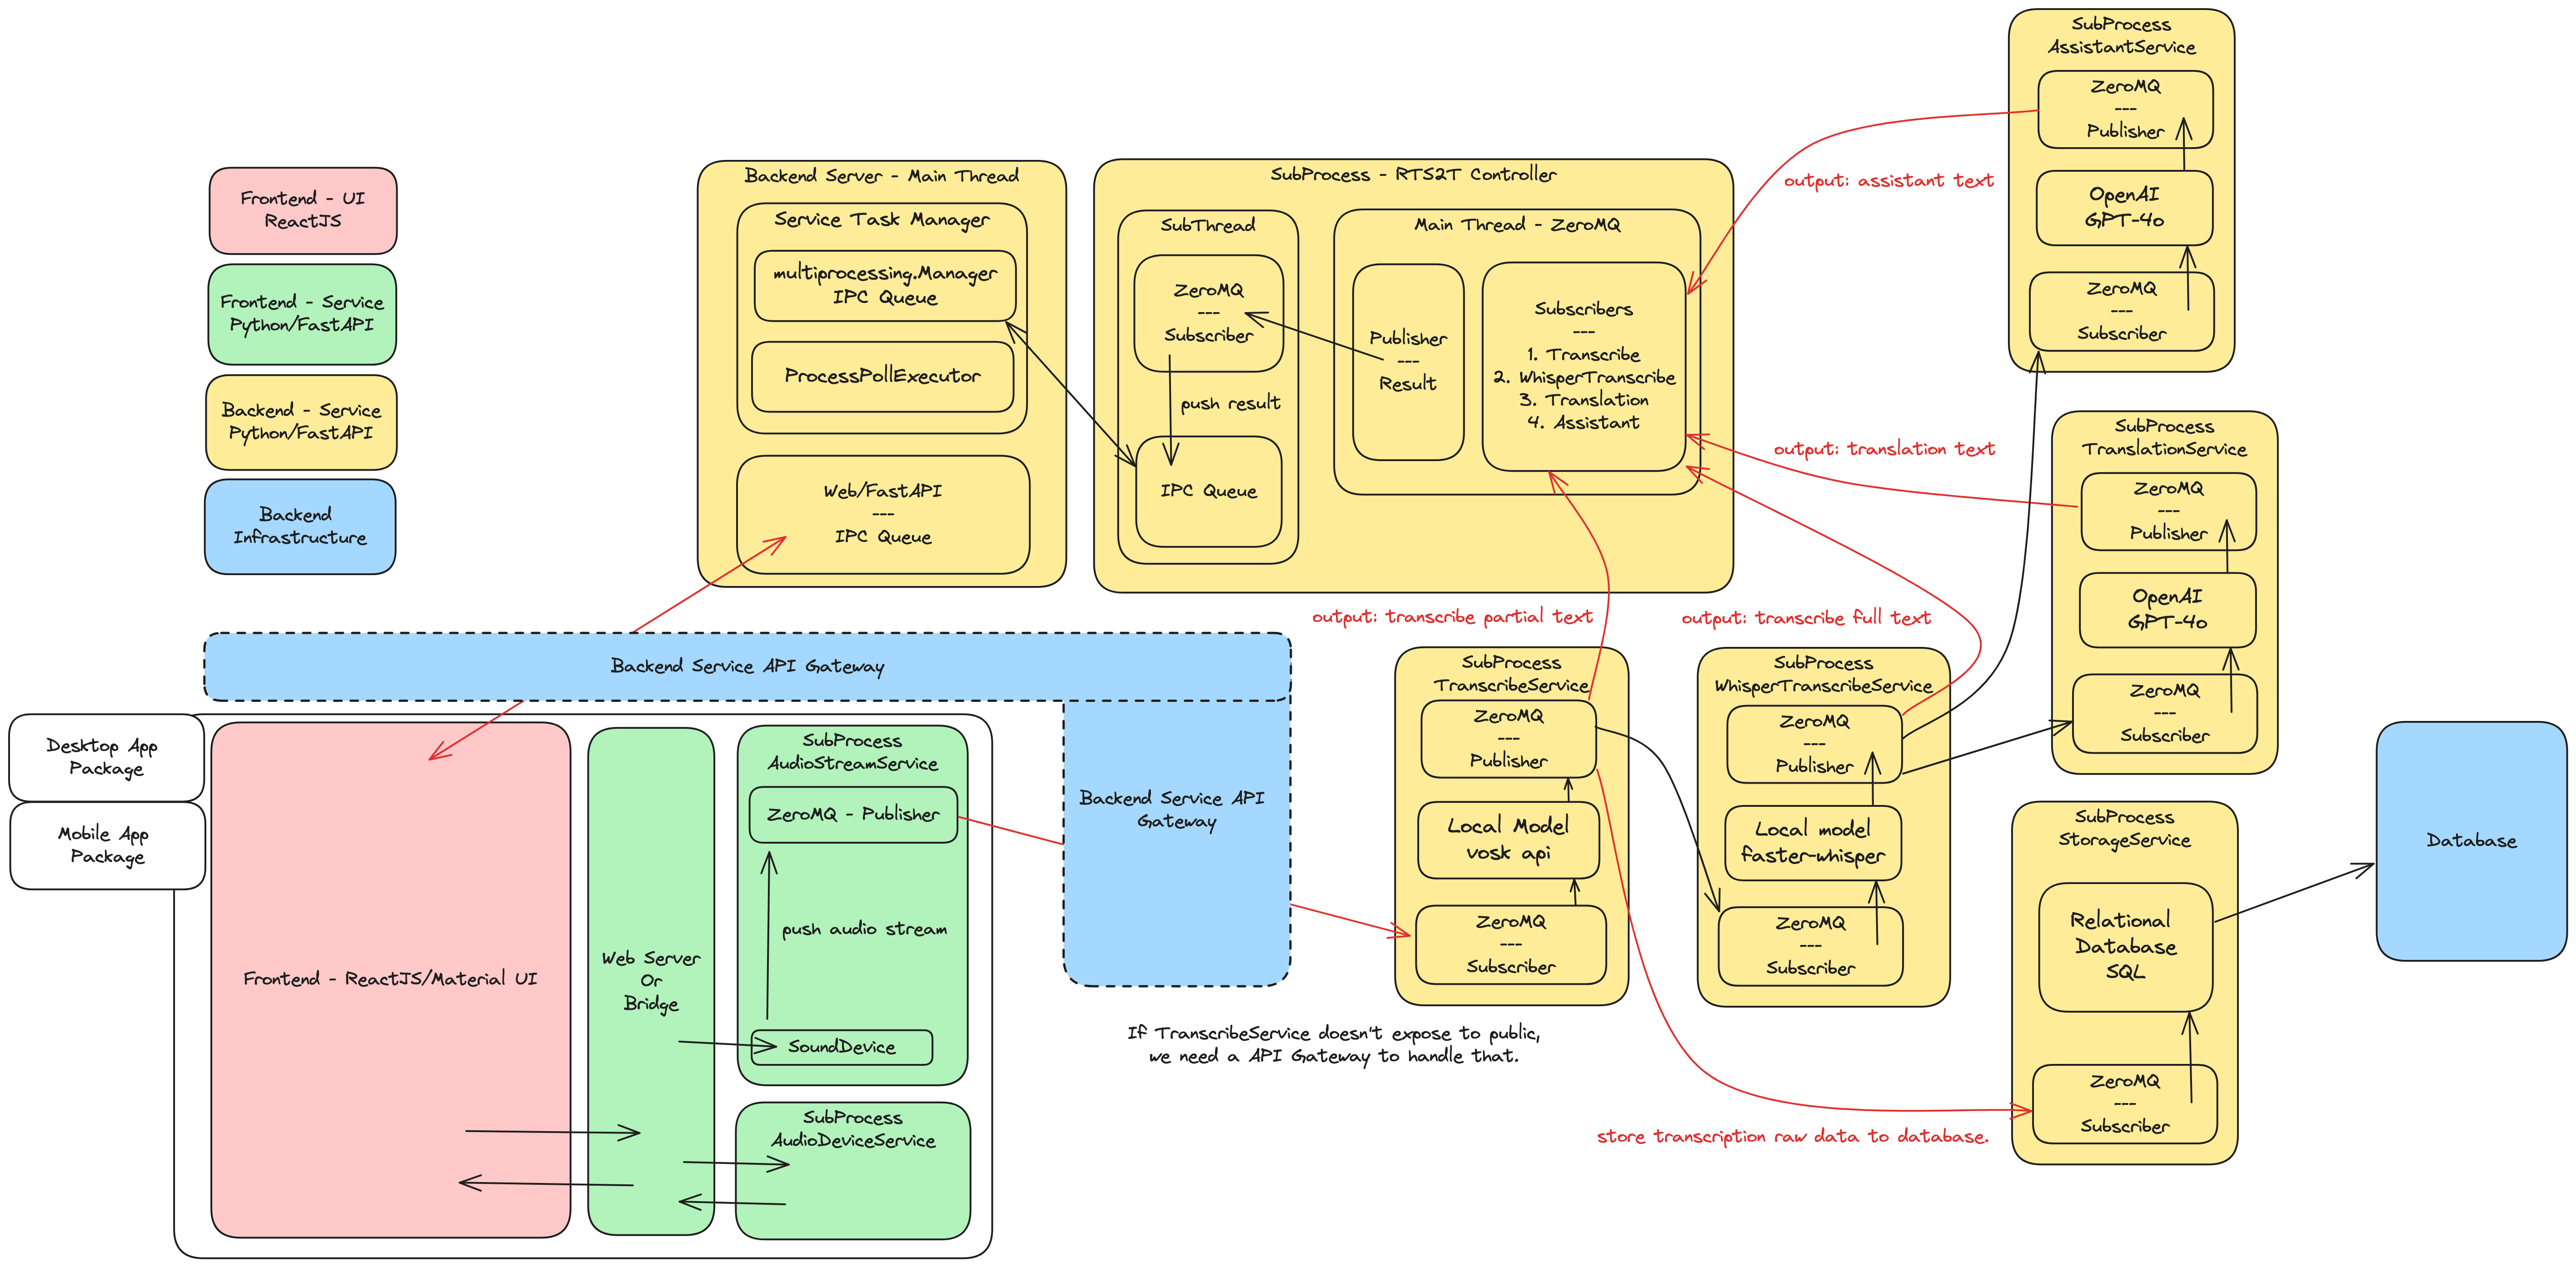 Frontend - UI
ReactJS
Frontend - Service
Python/FastAPI
Backend - Service
Python/FastAPI
Backend
Infrastructure
Backend Server - Main Thread
Service Task Manager
multiprocessing.Manager
IPC Queue
ProcessPollExecutor
Web/FastAPI
---
IPC Queue
SubProcess - RTS2T Controller
SubThread
ZeroMQ
---
Subscriber
push result
IPC Queue
Main Thread - ZeroMQ
Publisher
---
Result
Subscribers
---
1. Transcribe
2. WhisperTranscribe
3. Translation
4. Assistant
output: assistant text
output: translation text
output: transcribe partial text
output: transcribe full text
SubProcess
AssistantService
ZeroMQ
---
Publisher
OpenAI
GPT-4o
ZeroMQ
---
Subscriber
SubProcess
TranslationService
ZeroMQ
---
Publisher
OpenAI
GPT-4o
ZeroMQ
---
Subscriber
Backend Service API Gateway
Desktop App
Package
Mobile App
Package
Frontend - ReactJS/Material UI
Web Server
Or
Bridge
SubProcess
AudioStreamService
ZeroMQ - Publisher
push audio stream
SoundDevice
SubProcess
AudioDeviceService
Backend Service API
Gateway
If TranscribeService doesn't expose to public,
we need a API Gateway to handle that.
SubProcess
TranscribeService
ZeroMQ
---
Publisher
Local Model
vosk api
ZeroMQ
---
Subscriber
SubProcess
WhisperTranscribeService
ZeroMQ
---
Publisher
Local model
faster-whisper
ZeroMQ
---
Subscriber
store transcription raw data to database.
SubProcess
StorageService
Relational
Database
SQL
ZeroMQ
---
Subscriber
Database